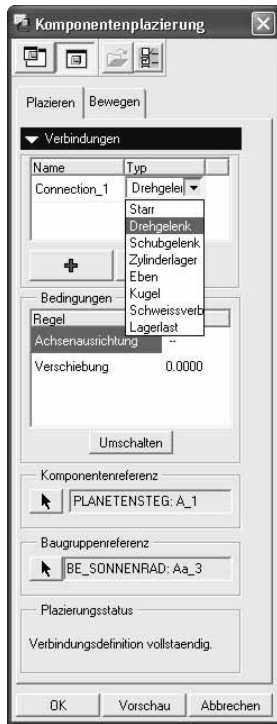 Komponentenplazierung
Plazieren Bewegen
Verbindungen
Name Typ
Connection_1 Drehgelei
Starr
Drehgelenk
Schubgelenk
Zylinderlager
Eben
Kugel
Schweissverb
Lagerlast
Bedingungen
Regel
Achsenausrichtung --
Verschiebung 0.0000
Umschalten
Komponentenreferenz
PLANETENSTEG: A_1
Baugruppenreferenz
BE_SONNENRAD: Aa_3
Plazierungsstatus
Verbindungsdefinition vollstaendig.
OK Vorschau Abbrechen